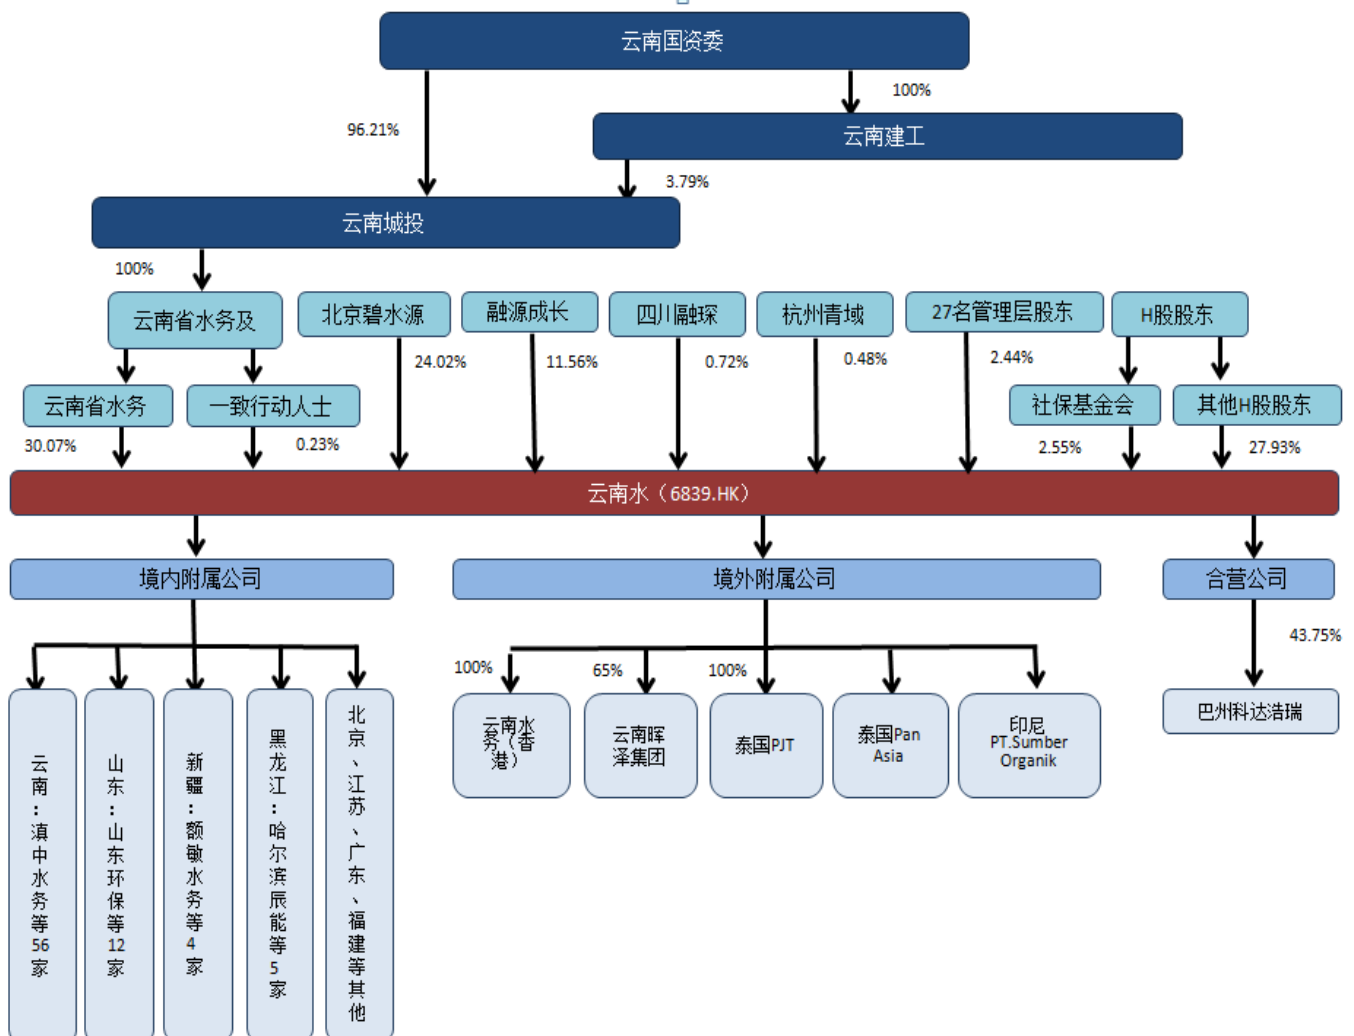 云南国资委
100%
96.21%
云南建工
3.79%
云南城投
100%
云南省水务及
北京碧水源
融源成长
四川融琛
杭州青域
27名管理层股东
H股股东
24.02%
11.56%
0.72%
0.48%
2.44%
云南省水务
一致行动人士
社保基金会
其他H股股东
30.07%
0.23%
2.55%
27.93%
云南水（6839.HK）
境内附属公司
境外附属公司
合营公司
43.75%
100%
65%
100%
云南：滇中水务等56家
山东：山东环保等12家
新疆：额敏水务等4家
黑龙江：哈尔滨辰能等5家
北京、江苏、广东、福建等其他
云南水
务（香
港）
云南晖
泽集团
泰国PJT
泰国Pan
Asia
印尼
PT.Sumber
Organik
巴州科达浩瑞